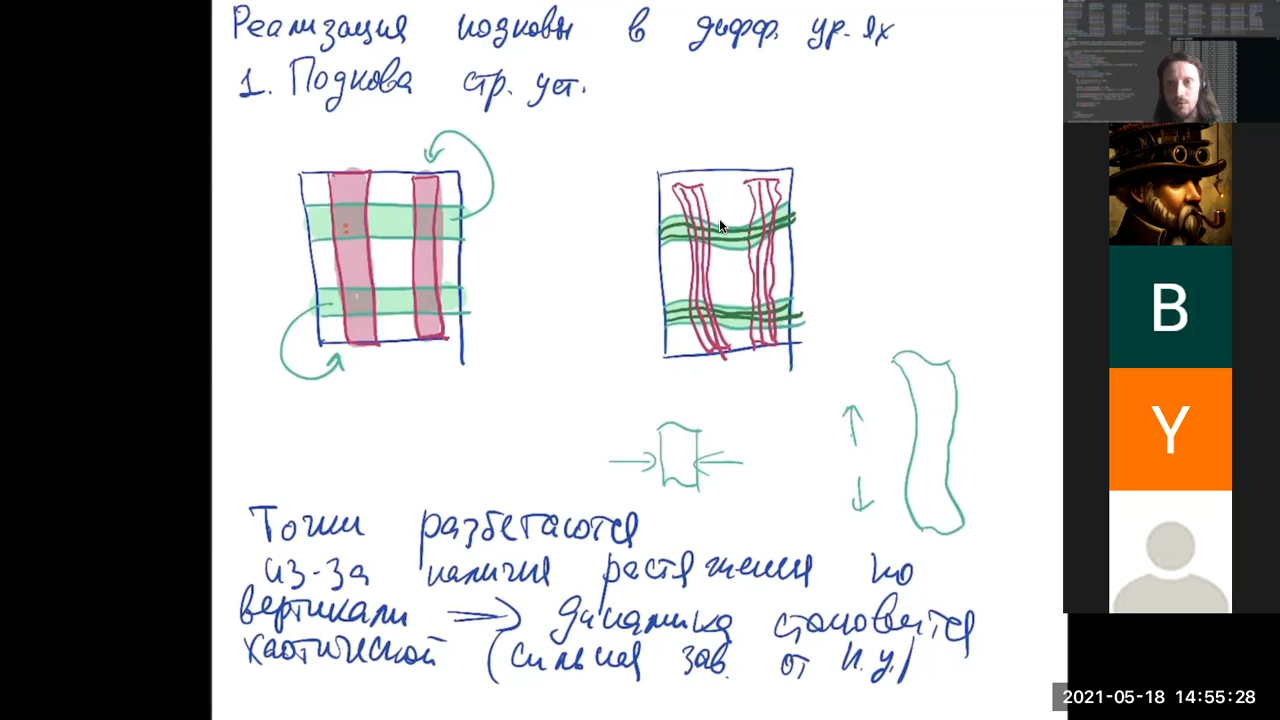 Реализация подковы в дифф. ур. ях
1. Подкова стр. уст.
Точки разбегаются
из-за наличия растяжения по
вертикали => динамика становится
хаотической (сильная зав. от н.у.)
B
Y
2021-05-18 14:55:28